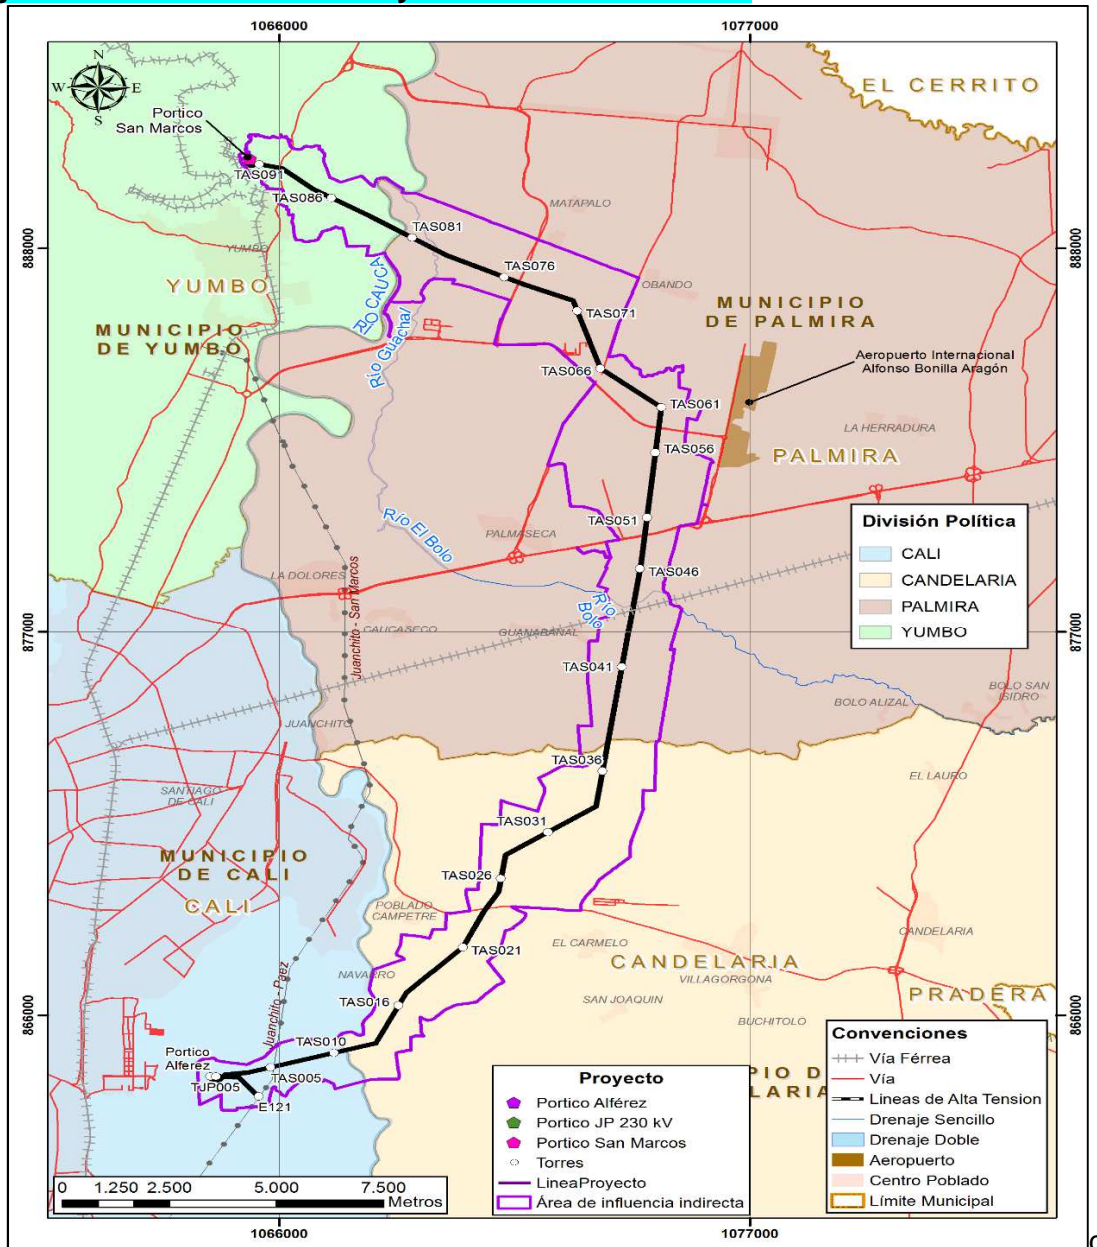 1066000
1077000
N
W E
S
EL CERRITO
Portico
San Marcos
TAS091
TAS086
MATAPALO
TAS081
888000
888000
YUMBO
TAS076
RÍO CAUCA
OBANDO
YUMBO
MUNICIPIO
DE PALMIRA
TAS071
Río Guachal
MUNICIPIO
DE YUMBO
Aeropuerto Internacional
Alfonso Bonilla Aragón
TAS066
TAS061
LA HERRADURA
TAS056
PALMIRA
Río El Bolo
TAS051
PALMASECA
División Política
CALI
CANDELARIA
PALMIRA
YUMBO
Juanchito - San Marcos
LA DOLORES
TAS046
Río
Bolo
877000
877000
CAUCASECO
GUANABANAL
TAS041
BOLO SAN
ISIDRO
BOLO ALIZAL
JUANCHITO
TAS036
EL LAURO
SANTIAGO
DE CALI
TAS031
MUNICIPIO
DE CALI
TAS026
CALI
POBLADO
CAMPETRE
CANDELARIA
EL CARMELO
TAS021
CANDELARIA
NAVARRO
VILLAGORGONA
PRADERA
TAS016
SAN JOAQUIN
BUCHITOLO
866000
866000
Juanchito - Paez
TAS010
Portico
Alferez
TJP005
TAS005
E121
PIO D
ELARIA
Proyecto
Portico Alférez
Portico JP 230 kV
Portico San Marcos
Torres
LineaProyecto
Área de influencia indirecta
Convenciones
Vía Férrea
Vía
Lineas de Alta Tension
Drenaje Sencillo
Drenaje Doble
Aeropuerto
Centro Poblado
Límite Municipal
0 1.250 2.500 5.000 7.500
Metros
1066000
1077000